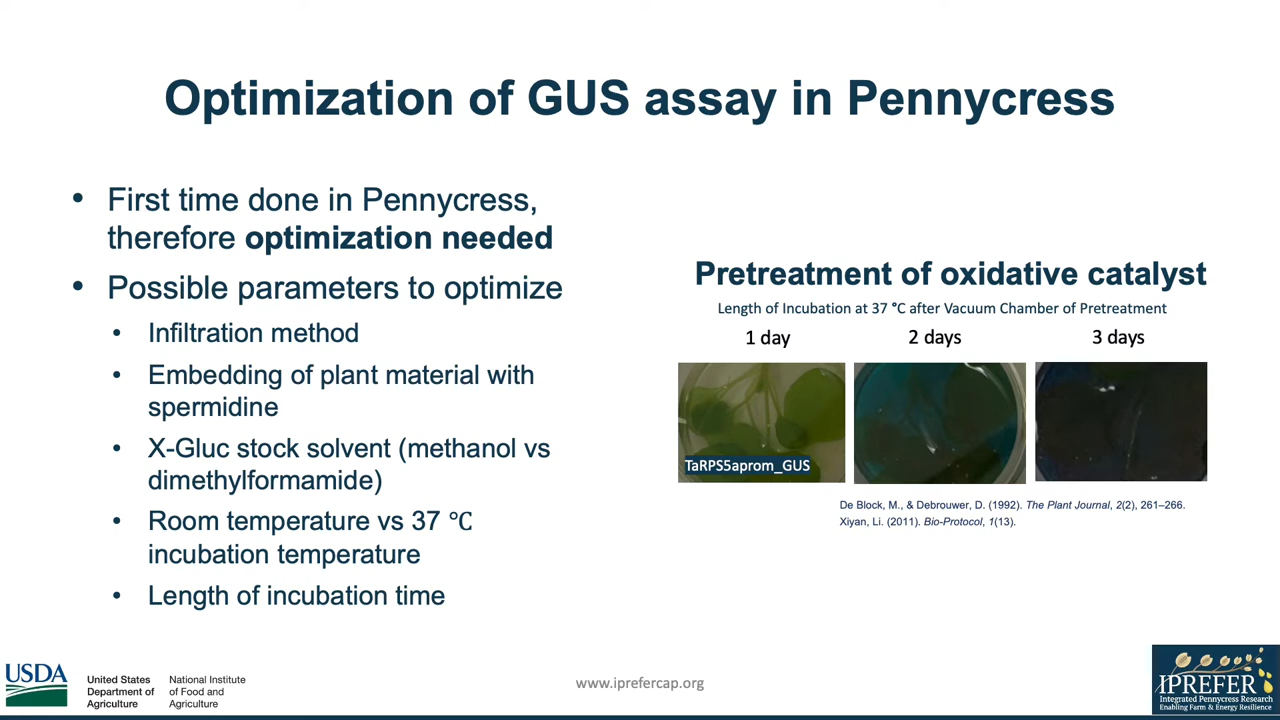 Optimization of GUS assay in Pennycress
• First time done in Pennycress,
therefore optimization needed
• Possible parameters to optimize
• Infiltration method
• Embedding of plant material with
spermidine
• X-Gluc stock solvent (methanol vs
dimethylformamide)
• Room temperature vs 37 ℃
incubation temperature
• Length of incubation time
Pretreatment of oxidative catalyst
Length of Incubation at 37 °C after Vacuum Chamber of Pretreatment
1 day
2 days
3 days
TaRPS5aprom_GUS
De Block, M., & Debrouwer, D. (1992). The Plant Journal, 2(2), 261–266.
Xiyan, Li. (2011). Bio-Protocol, 1(13).
USDA
United States
Department of
Agriculture
National Institute
of Food and
Agriculture
www.iprefercap.org
IPREFER
Integrated Pennycress Research
Enabling Farm & Energy Resilience